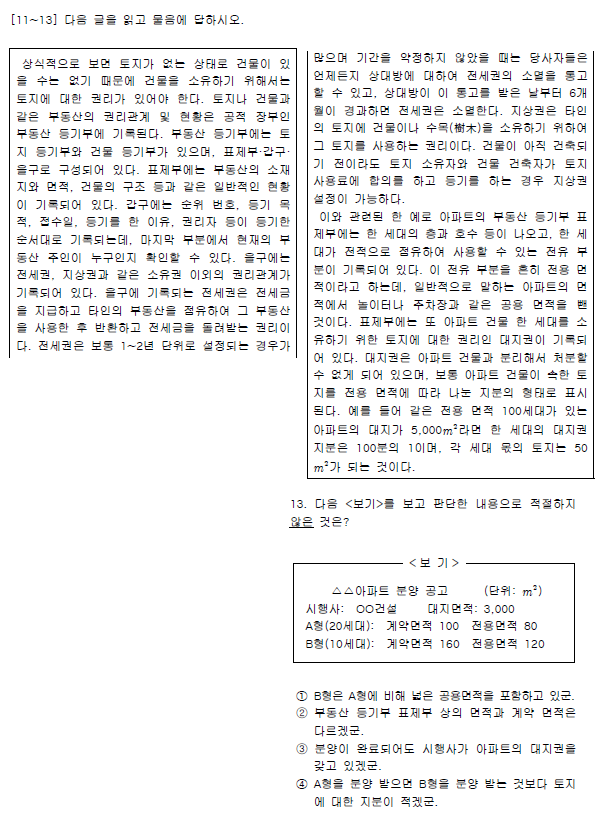 [11~13] 다음 글을 읽고 물음에 답하시오.
상식적으로 보면 토지가 없는 상태로 건물이 있
을 수는 없기 때문에 건물을 소유하기 위해서는
토지에 대한 권리가 있어야 한다. 토지나 건물과
같은 부동산의 권리관계 및 현황은 공적 장부인
부동산 등기부에 기록된다. 부동산 등기부에는 토
지 등기부와 건물 등기부가 있으며, 표제부·갑구·
을구로 구성되어 있다. 표제부에는 부동산의 소재
지와 면적, 건물의 구조 등과 같은 일반적인 현황
이 기록되어 있다. 갑구에는 순위 번호, 등기 목
적, 접수일, 등기를 한 이유, 권리자 등이 등기한
순서대로 기록되는데, 마지막 부분에서 현재의 부
동산 주인이 누구인지 확인할 수 있다. 을구에는
전세권, 지상권과 같은 소유권 이외의 권리관계가
기록되어 있다. 을구에 기록되는 전세권은 전세금
을 지급하고 타인의 부동산을 점유하여 그 부동산
을 사용한 후 반환하고 전세금을 돌려받는 권리이
다. 전세권은 보통 1~2년 단위로 설정되는 경우가
많으며 기간을 약정하지 않았을 때는 당사자들은
언제든지 상대방에 대하여 전세권의 소멸을 통고
할 수 있고, 상대방이 이 통고를 받은 날부터 6개
월이 경과하면 전세권은 소멸한다. 지상권은 타인
의 토지에 건물이나 수목(樹木)을 소유하기 위하여
그 토지를 사용하는 권리이다. 건물이 아직 건축되
기 전이라도 토지 소유자와 건물 건축자가 토지
사용료에 합의를 하고 등기를 하는 경우 지상권
설정이 가능하다.
이와 관련된 한 예로 아파트의 부동산 등기부 표
제부에는 한 세대의 층과 호수 등이 나오고, 한 세
대가 전적으로 점유하여 사용할 수 있는 전유 부
분이 기록되어 있다. 이 전유 부분을 흔히 전용 면
적이라고 하는데, 일반적으로 말하는 아파트의 면
적에서 놀이터나 주차장과 같은 공용 면적을 뺀
것이다. 표제부에는 또 아파트 건물 한 세대를 소
유하기 위한 토지에 대한 권리인 대지권이 기록되
어 있다. 대지권은 아파트 건물과 분리해서 처분할
수 없게 되어 있으며, 보통 아파트 건물이 속한 토
지를 전용 면적에 따라 나눈 지분의 형태로 표시
된다. 예를 들어 같은 전용 면적 100세대가 있는
아파트의 대지가 5,000m²라면 한 세대의 대지권
지분은 100분의 1이며, 각 세대 몫의 토지는 50
m²가 되는 것이다.
13. 다음 <보기>를 보고 판단한 내용으로 적절하지
않은 것은?
<보 기>
△△아파트 분양 공고 (단위: m²)
시행사: ○○건설 대지면적: 3,000
A형(20세대): 계약면적 100 전용면적 80
B형(10세대): 계약면적 160 전용면적 120
① B형은 A형에 비해 넓은 공용면적을 포함하고 있군.
② 부동산 등기부 표제부 상의 면적과 계약 면적은
다르겠군.
③ 분양이 완료되어도 시행사가 아파트의 대지권을
갖고 있겠군.
④ A형을 분양 받으면 B형을 분양 받는 것보다 토지
에 대한 지분이 적겠군.